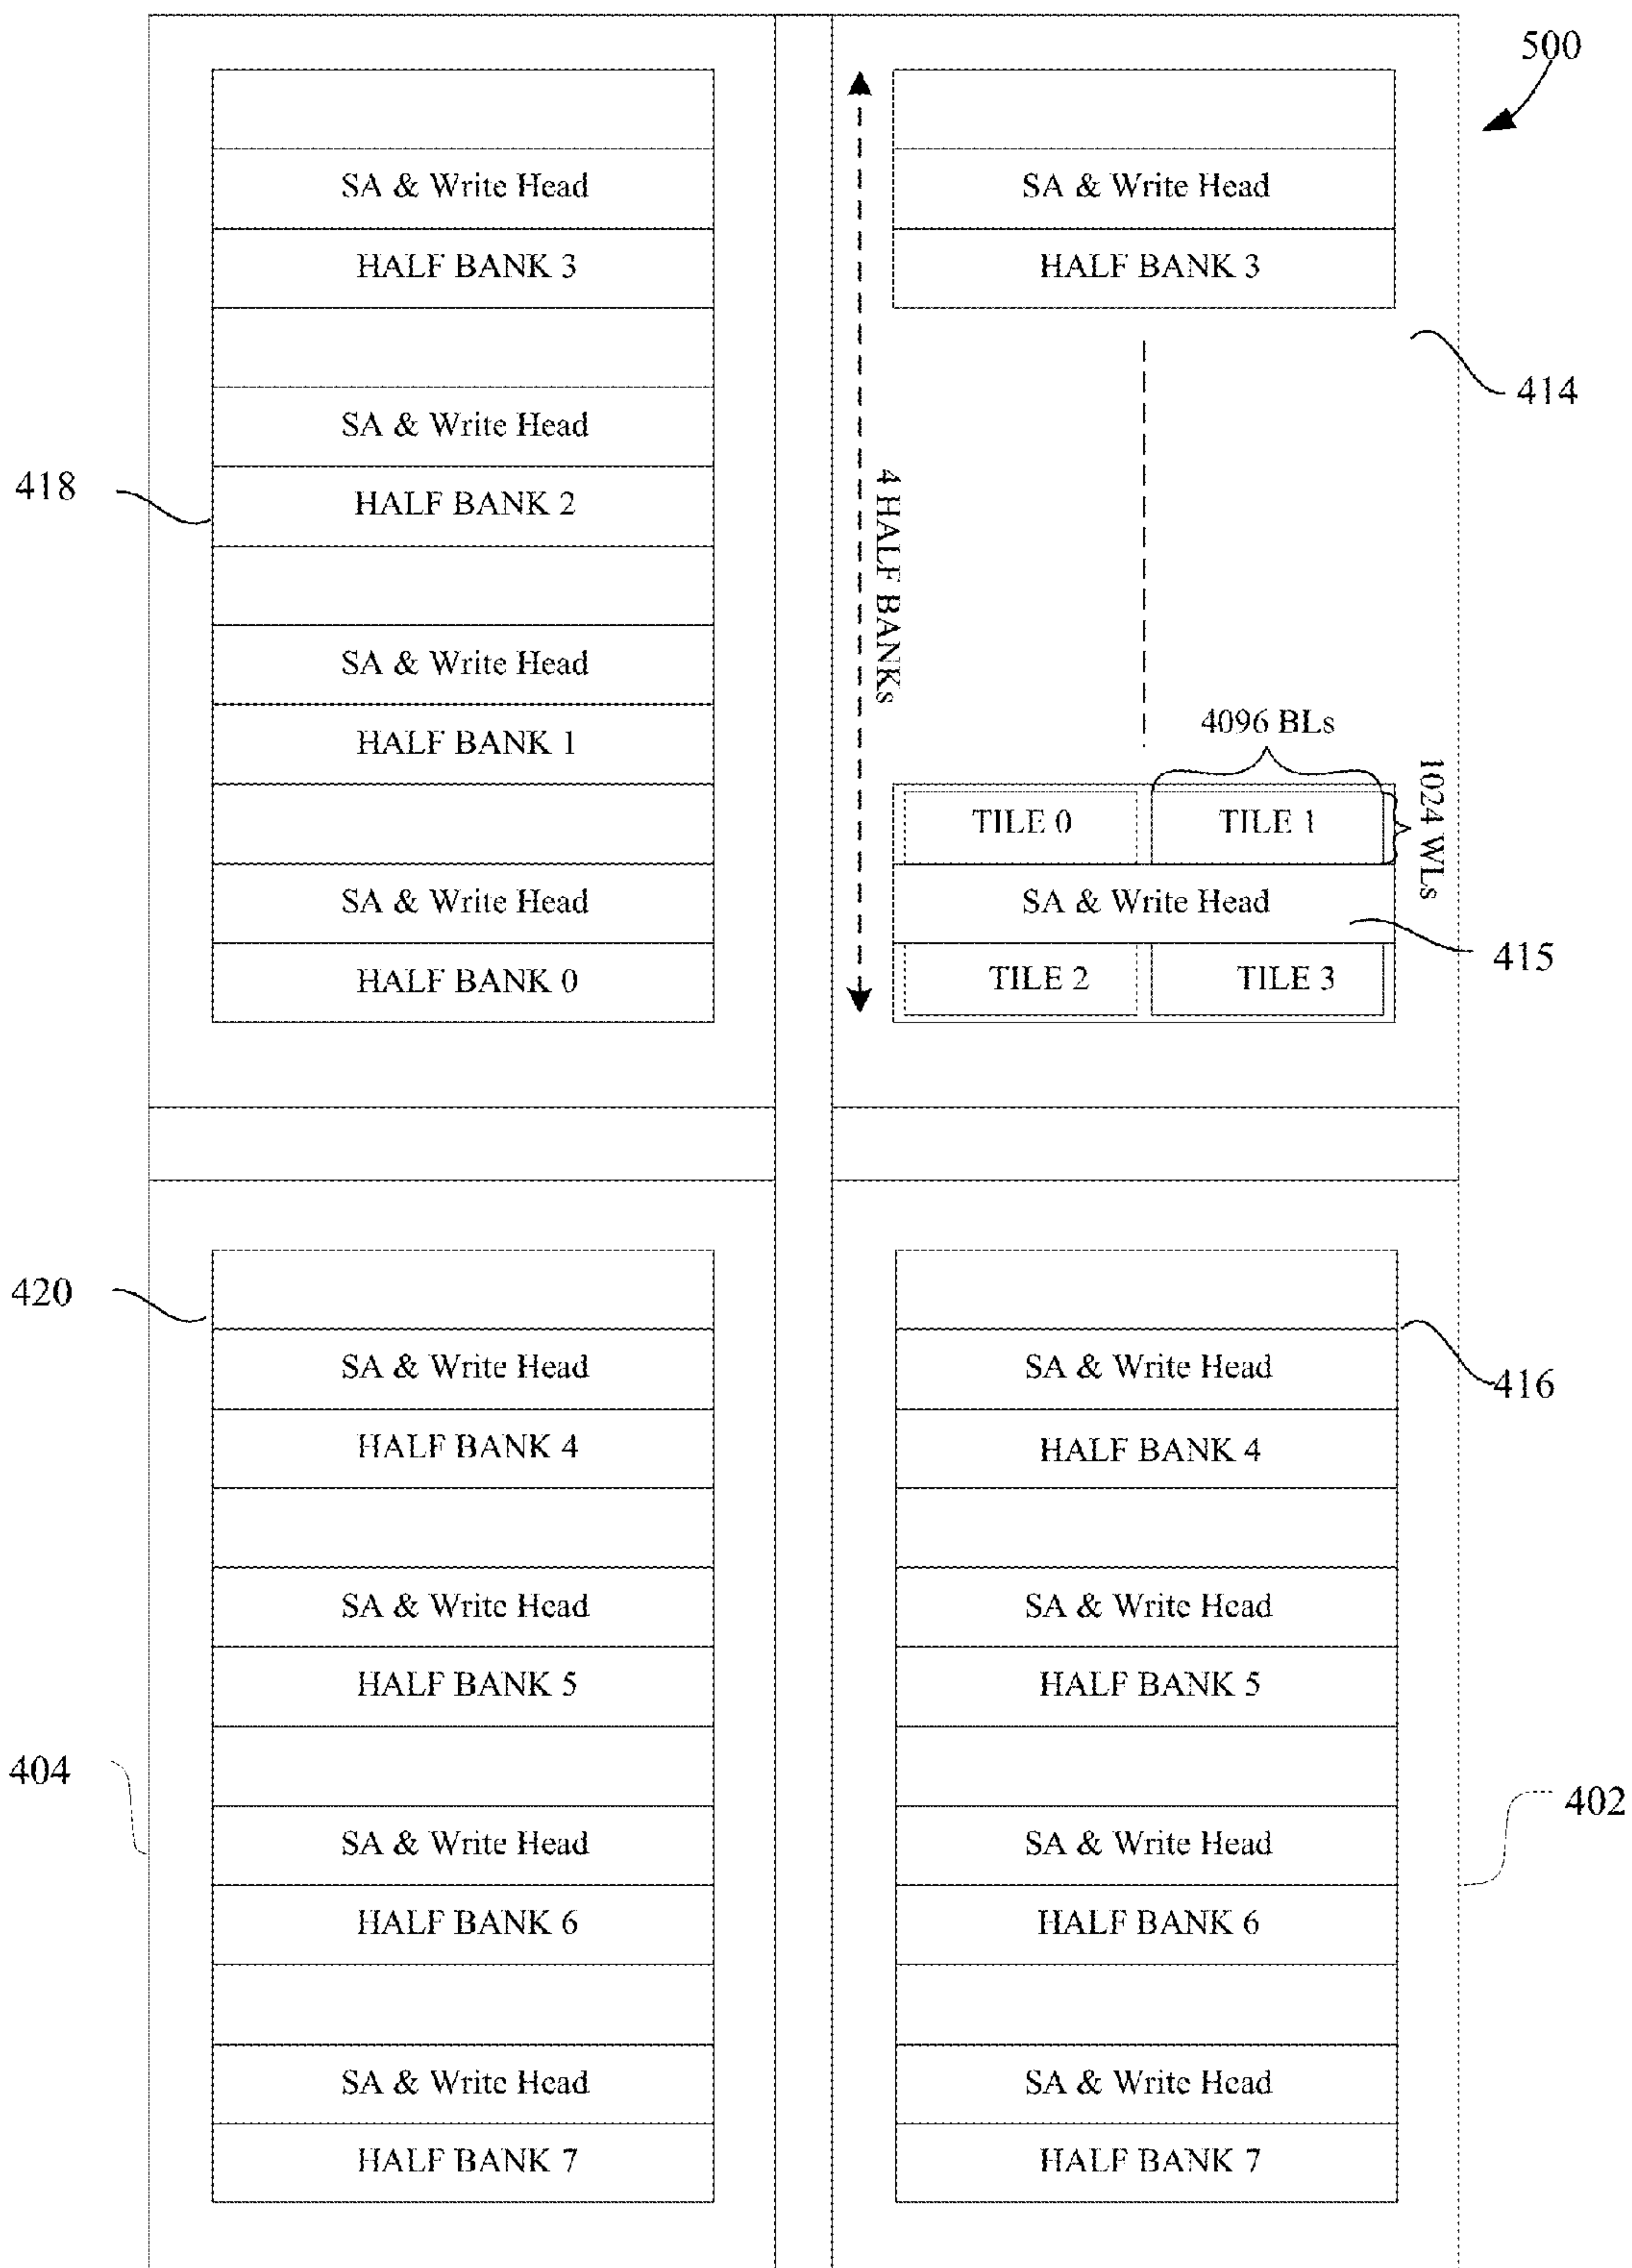 500
SA & Write Head
HALF BANK 3
SA & Write Head
HALF BANK 2
SA & Write Head
HALF BANK 1
SA & Write Head
HALF BANK 0
418
SA & Write Head
HALF BANK 3
414
4 HALF BANKs
4096 BLs
1024 WLs
TILE 0
TILE 1
SA & Write Head
415
TILE 2
TILE 3
420
SA & Write Head
HALF BANK 4
SA & Write Head
HALF BANK 5
SA & Write Head
HALF BANK 6
SA & Write Head
HALF BANK 7
404
SA & Write Head
HALF BANK 4
416
SA & Write Head
HALF BANK 5
SA & Write Head
HALF BANK 6
402
SA & Write Head
HALF BANK 7